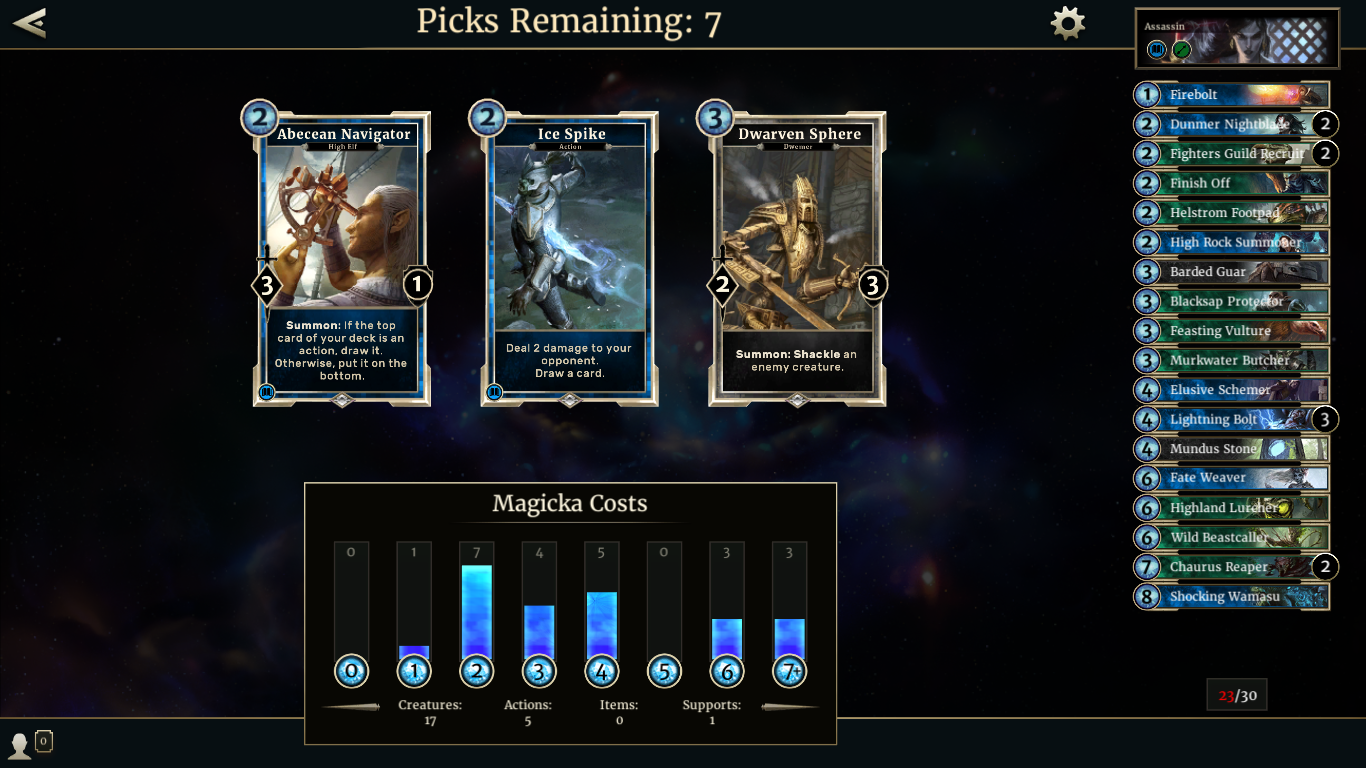 Picks Remaining: 7
Assassin
2
Abecean Navigator
High Elf
3
1
Summon: If the top
card of your deck is an
action, draw it.
Otherwise, put it on the
bottom.
2
Ice Spike
Action
Deal 2 damage to your
opponent.
Draw a card.
3
Dwarven Sphere
Dwemer
2
3
Summon: Shackle an
enemy creature.
1 Firebolt
2 Dunmer Nightblade 2
2 Fighters Guild Recruit 2
2 Finish Off
2 Helstrom Footpad
2 High Rock Summoner
3 Barded Guar
3 Blacksap Protector
3 Feasting Vulture
3 Murkwater Butcher
4 Elusive Schemer
4 Lightning Bolt 3
4 Mundus Stone
6 Fate Weaver
6 Highland Lurcher
6 Wild Beastcaller
7 Chaurus Reaper 2
8 Shocking Wamasu
23/30
Magicka Costs
0 1 7 4 5 0 3 3
0 1 2 3 4 5 6 7+
Creatures: Actions: Items: Supports:
17 5 0 1
0